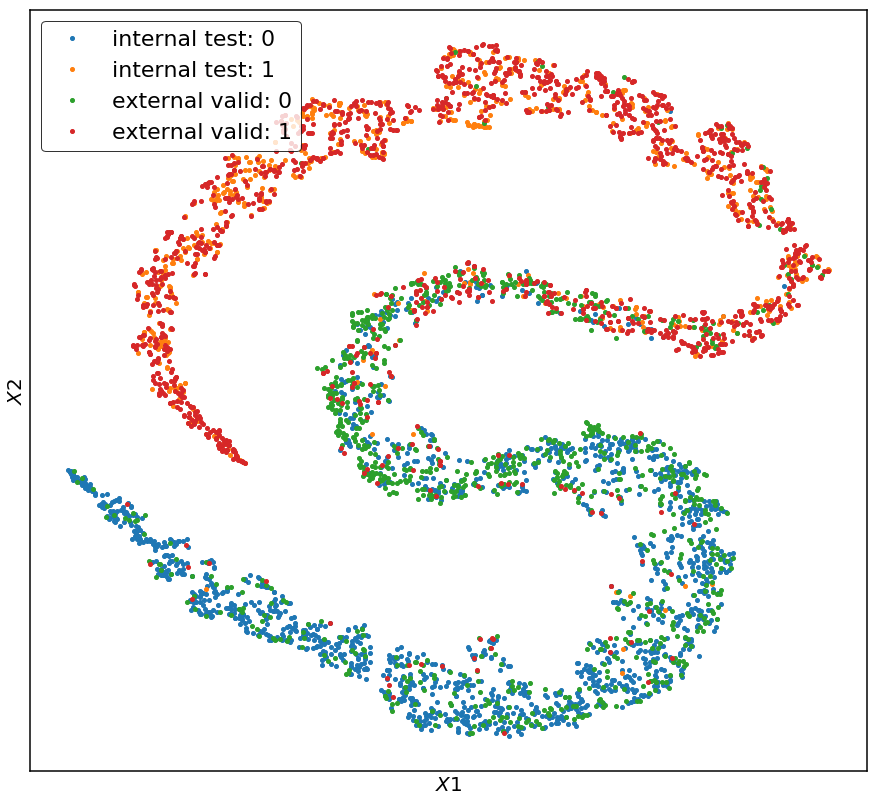 internal test: 0
internal test: 1
external valid: 0
external valid: 1
X2
X1